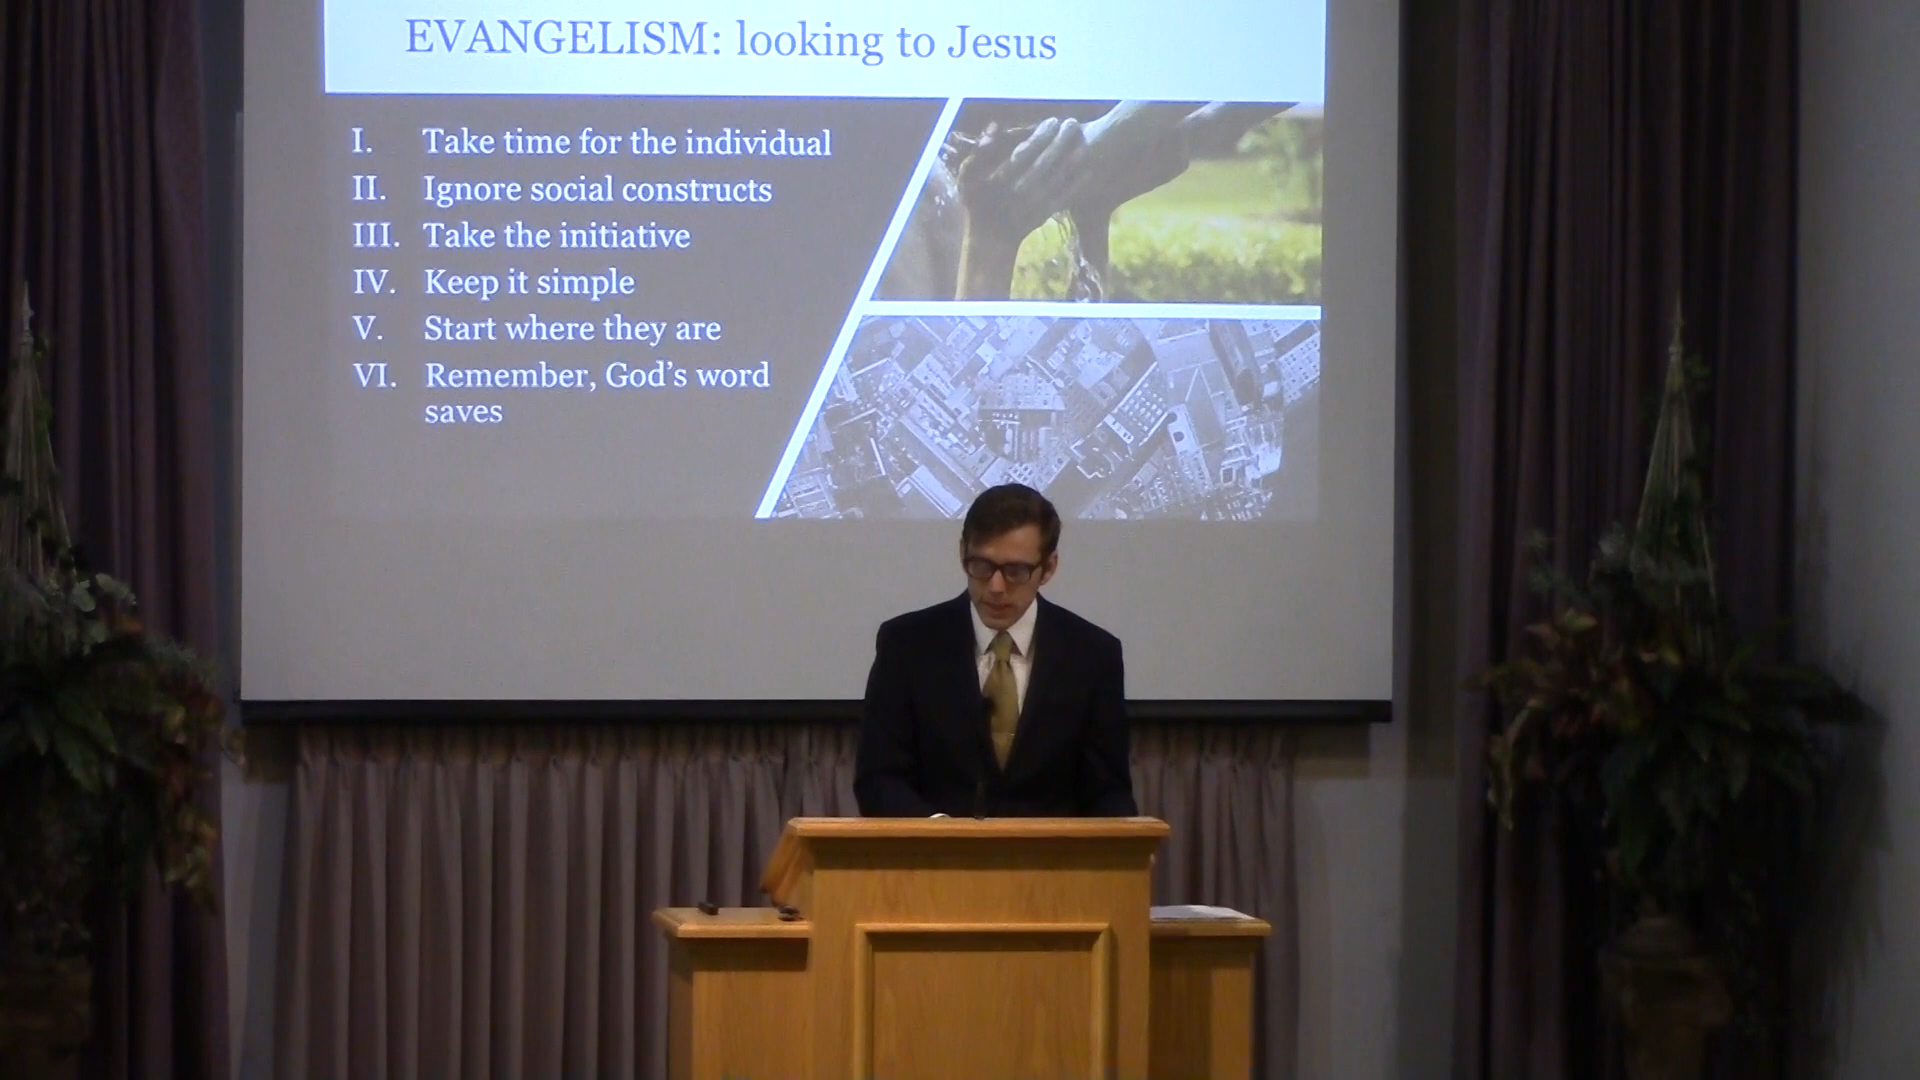 EVANGELISM: looking to Jesus
I. Take time for the individual
II. Ignore social constructs
III. Take the initiative
IV. Keep it simple
V. Start where they are
VI. Remember, God's word
saves